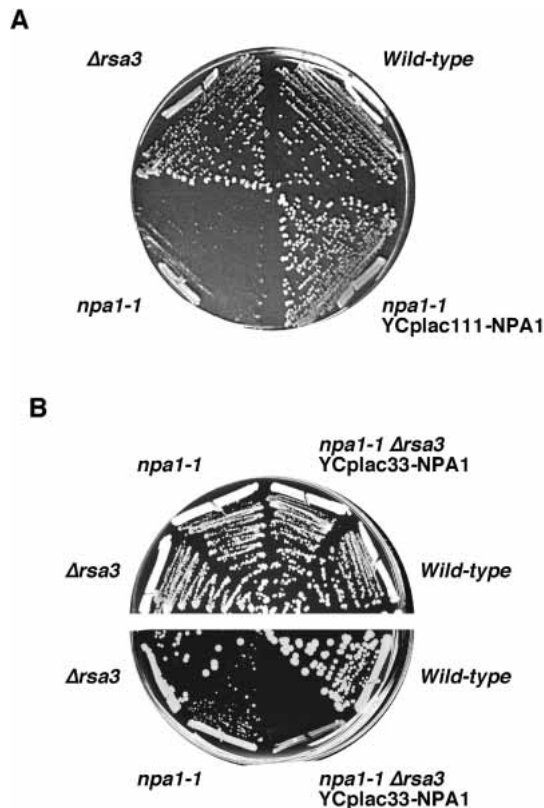 A
Δrsa3
Wild-type
npa1-1
npa1-1
YCplac111-NPA1
B
npa1-1
npa1-1 Δrsa3
YCplac33-NPA1
Δrsa3
Wild-type
Δrsa3
Wild-type
npa1-1
npa1-1 Δrsa3
YCplac33-NPA1